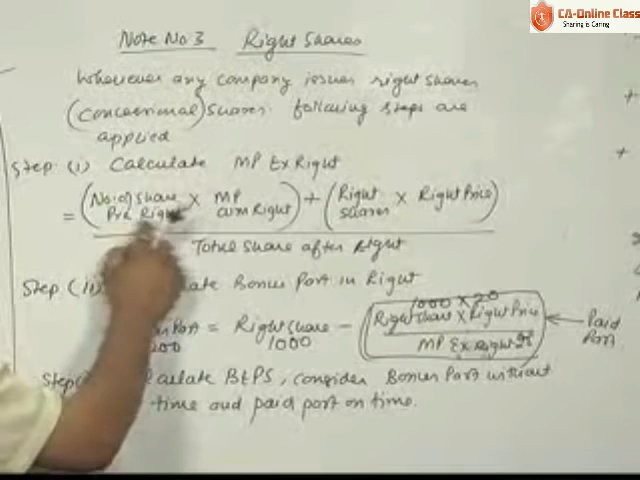 CA-Online Class
Sharing is Caring
Note No 3 Right Shares
Whenever any company issues right shares
(concessional) shares following steps are
applied
Step (i) Calculate MP Ex Right
= (No. of share Pre Right × MP cum Right) + (Right shares × Right Price)
Total share after Right
Step (ii) Bonus Part in Right
1000 × 20
Part = Right share − Right share × Right Price
1000
MP Ex Right
Paid Part
BEPS, consider Bonus Part without
time and paid part on time.